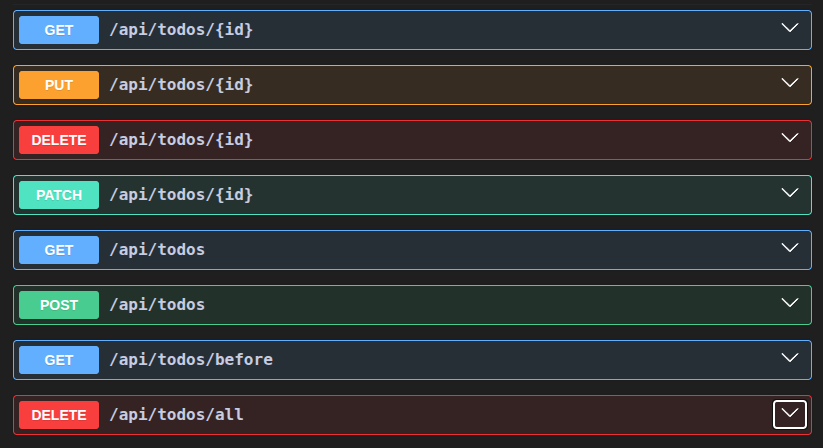 GET /api/todos/{id}
PUT /api/todos/{id}
DELETE /api/todos/{id}
PATCH /api/todos/{id}
GET /api/todos
POST /api/todos
GET /api/todos/before
DELETE /api/todos/all